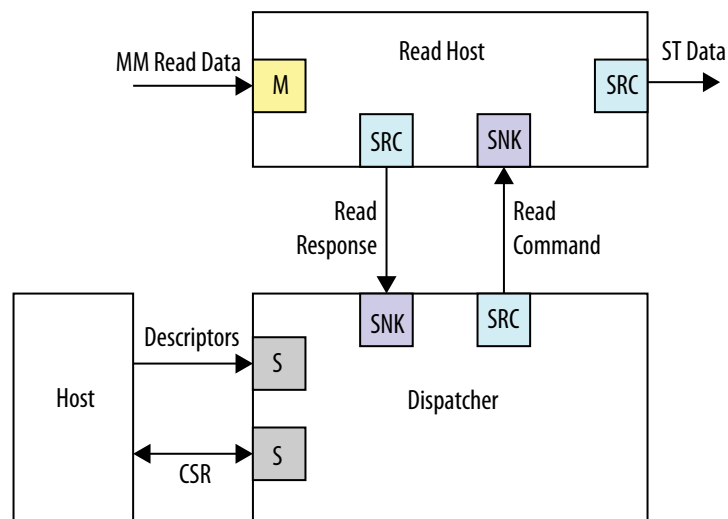 Read Host
MM Read Data
ST Data
M
SRC
SRC
SNK
Read
Response
Read
Command
SNK
SRC
Descriptors
S
Host
Dispatcher
S
CSR